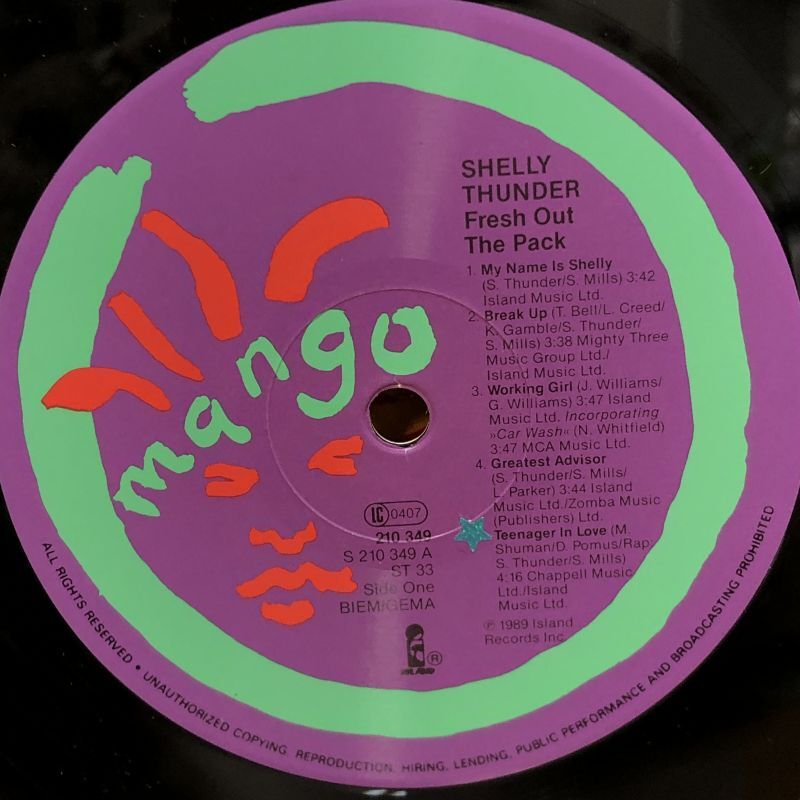 mango
SHELLY
THUNDER
Fresh Out
The Pack
1. My Name Is Shelly
(S. Thunder/S. Mills) 3:42
Island Music Ltd.
2. Break Up (T. Bell/L. Creed/
K. Gamble/S. Thunder/
S. Mills) 3:38 Mighty Three
Music Group Ltd./
Island Music Ltd.
3. Working Girl (J. Williams/
G. Williams) 3:47 Island
Music Ltd. Incorporating
»Car Wash« (N. Whitfield)
3:47 MCA Music Ltd.
4. Greatest Advisor
(S. Thunder/S. Mills/
L. Parker) 3:44 Island
Music Ltd./Zomba Music
(Publishers) Ltd.
Teenager In Love (M.
Shuman/D. Pomus/Rap:
S. Thunder/S. Mills)
4:16 Chappell Music
Ltd./Island
Music Ltd.
℗ 1989 Island
Records Inc.
LC 0407
210 349
S 210 349 A
ST 33
Side One
BIEM/GEMA
®
ALL RIGHTS RESERVED • UNAUTHORIZED COPYING, REPRODUCTION, HIRING, LENDING, PUBLIC PERFORMANCE AND BROADCASTING PROHIBITED